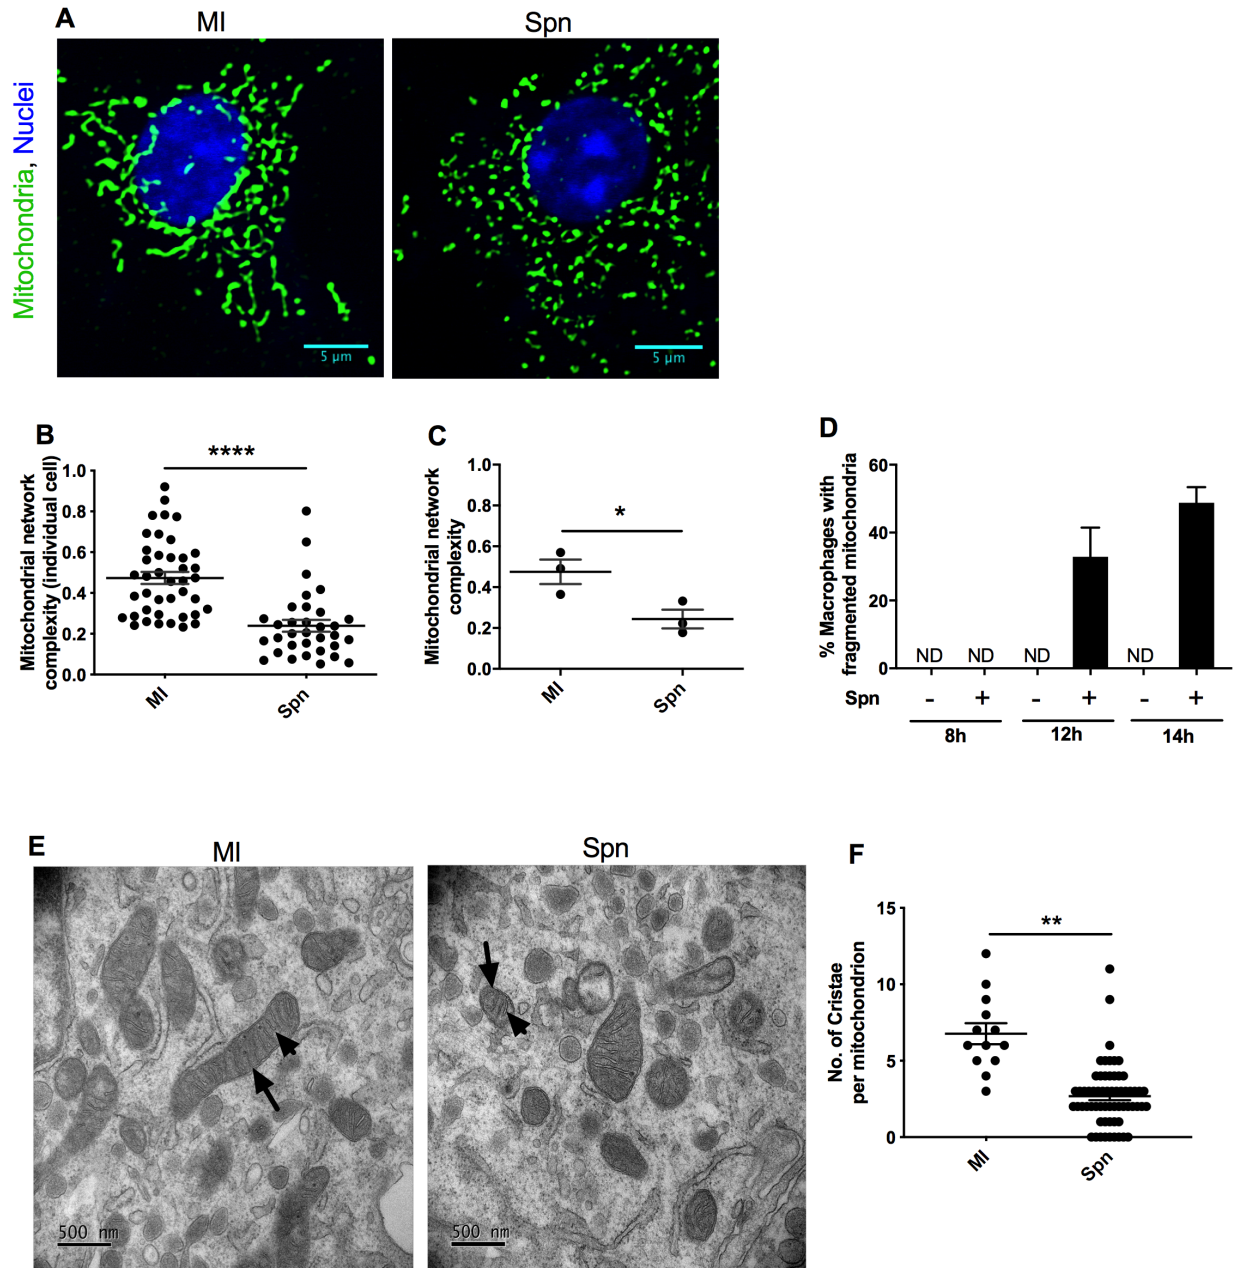 A
MI
Spn
Mitochondria, Nuclei
5 µm
5 µm
B
****
Mitochondrial network
complexity (individual cell)
1.0
0.8
0.6
0.4
0.2
0.0
MI
Spn
C
*
Mitochondrial network
complexity
1.0
0.8
0.6
0.4
0.2
0.0
MI
Spn
D
% Macrophages with
fragmented mitochondria
60
40
20
0
ND ND ND ND
Spn - + - + - +
8h 12h 14h
E
MI
Spn
500 nm
500 nm
F
**
No. of Cristae
per mitochondrion
15
10
5
0
MI
Spn